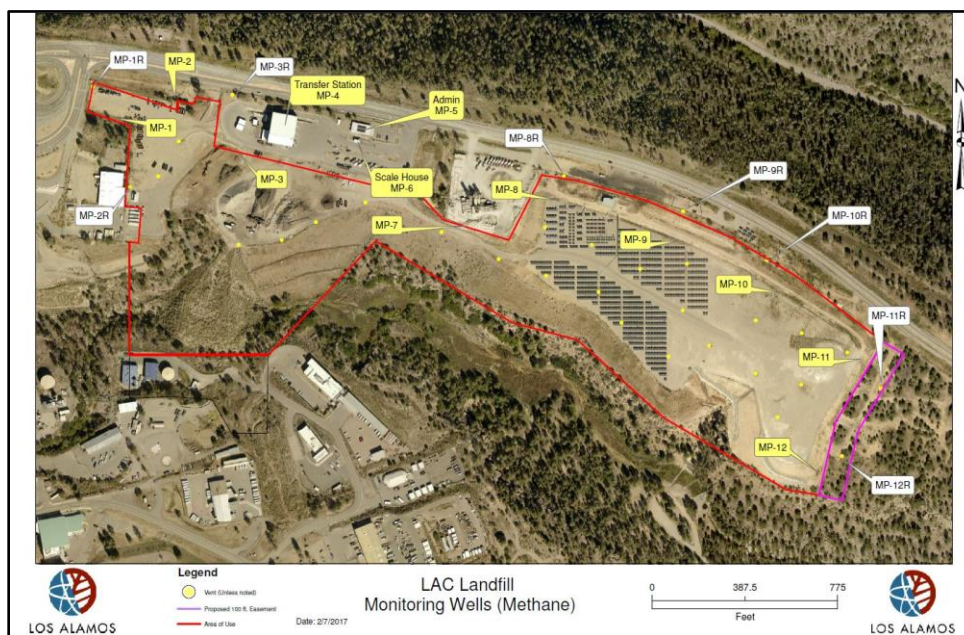 MP-1R
MP-2
MP-3R
Transfer Station
MP-4
Admin
MP-5
N
MP-1
MP-8R
MP-3
Scale House
MP-6
MP-8
MP-9R
MP-2R
MP-7
MP-9
MP-10R
MP-10
MP-11R
MP-11
MP-12
MP-12R
LOS ALAMOS
Legend
Vent (Unless noted)
Proposed 100 ft. Easement
Area of Use
Date: 2/7/2017
LAC Landfill
Monitoring Wells (Methane)
0 387.5 775
Feet
LOS ALAMOS